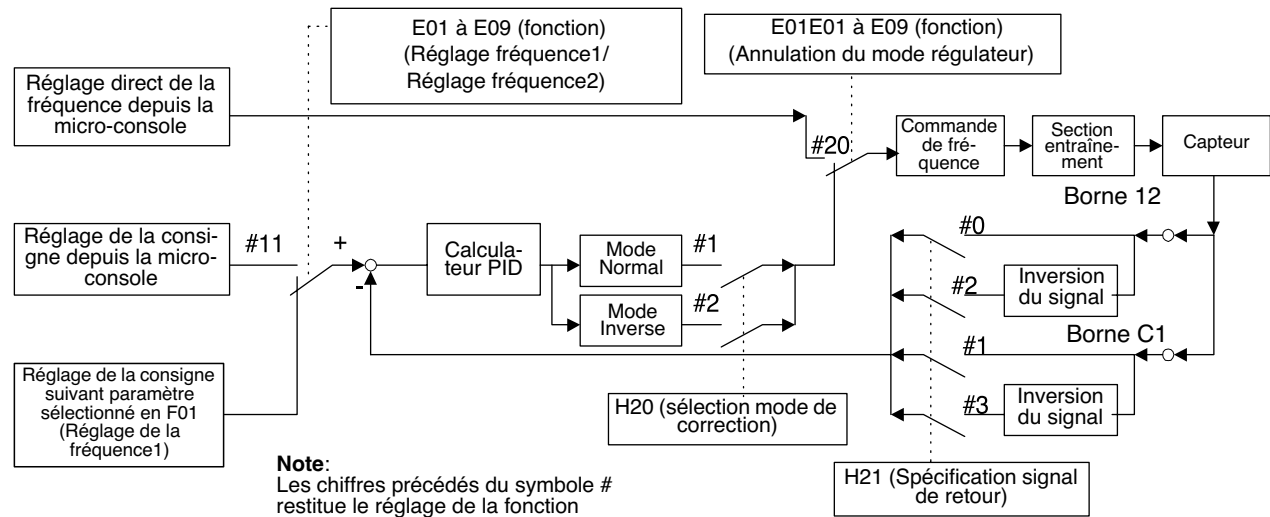 E01 à E09 (fonction)
(Réglage fréquence1/
Réglage fréquence2)
E01E01 à E09 (fonction)
(Annulation du mode régulateur)
Réglage direct de la
fréquence depuis la
micro-console
#20
Commande
de fré-
quence
Section
entraîne-
ment
Capteur
Borne 12
Réglage de la consi-
gne depuis la micro-
console
#11
+
-
Calcula-
teur PID
Mode
Normal
#1
Mode
Inverse
#2
#0
#2
Inversion
du signal
Borne C1
#1
#3
Inversion
du signal
Réglage de la consigne
suivant paramètre
sélectionné en F01
(Réglage de la
fréquence1)
H20 (sélection mode de
correction)
H21 (Spécification signal
de retour)
Note:
Les chiffres précédés du symbole #
restitue le réglage de la fonction